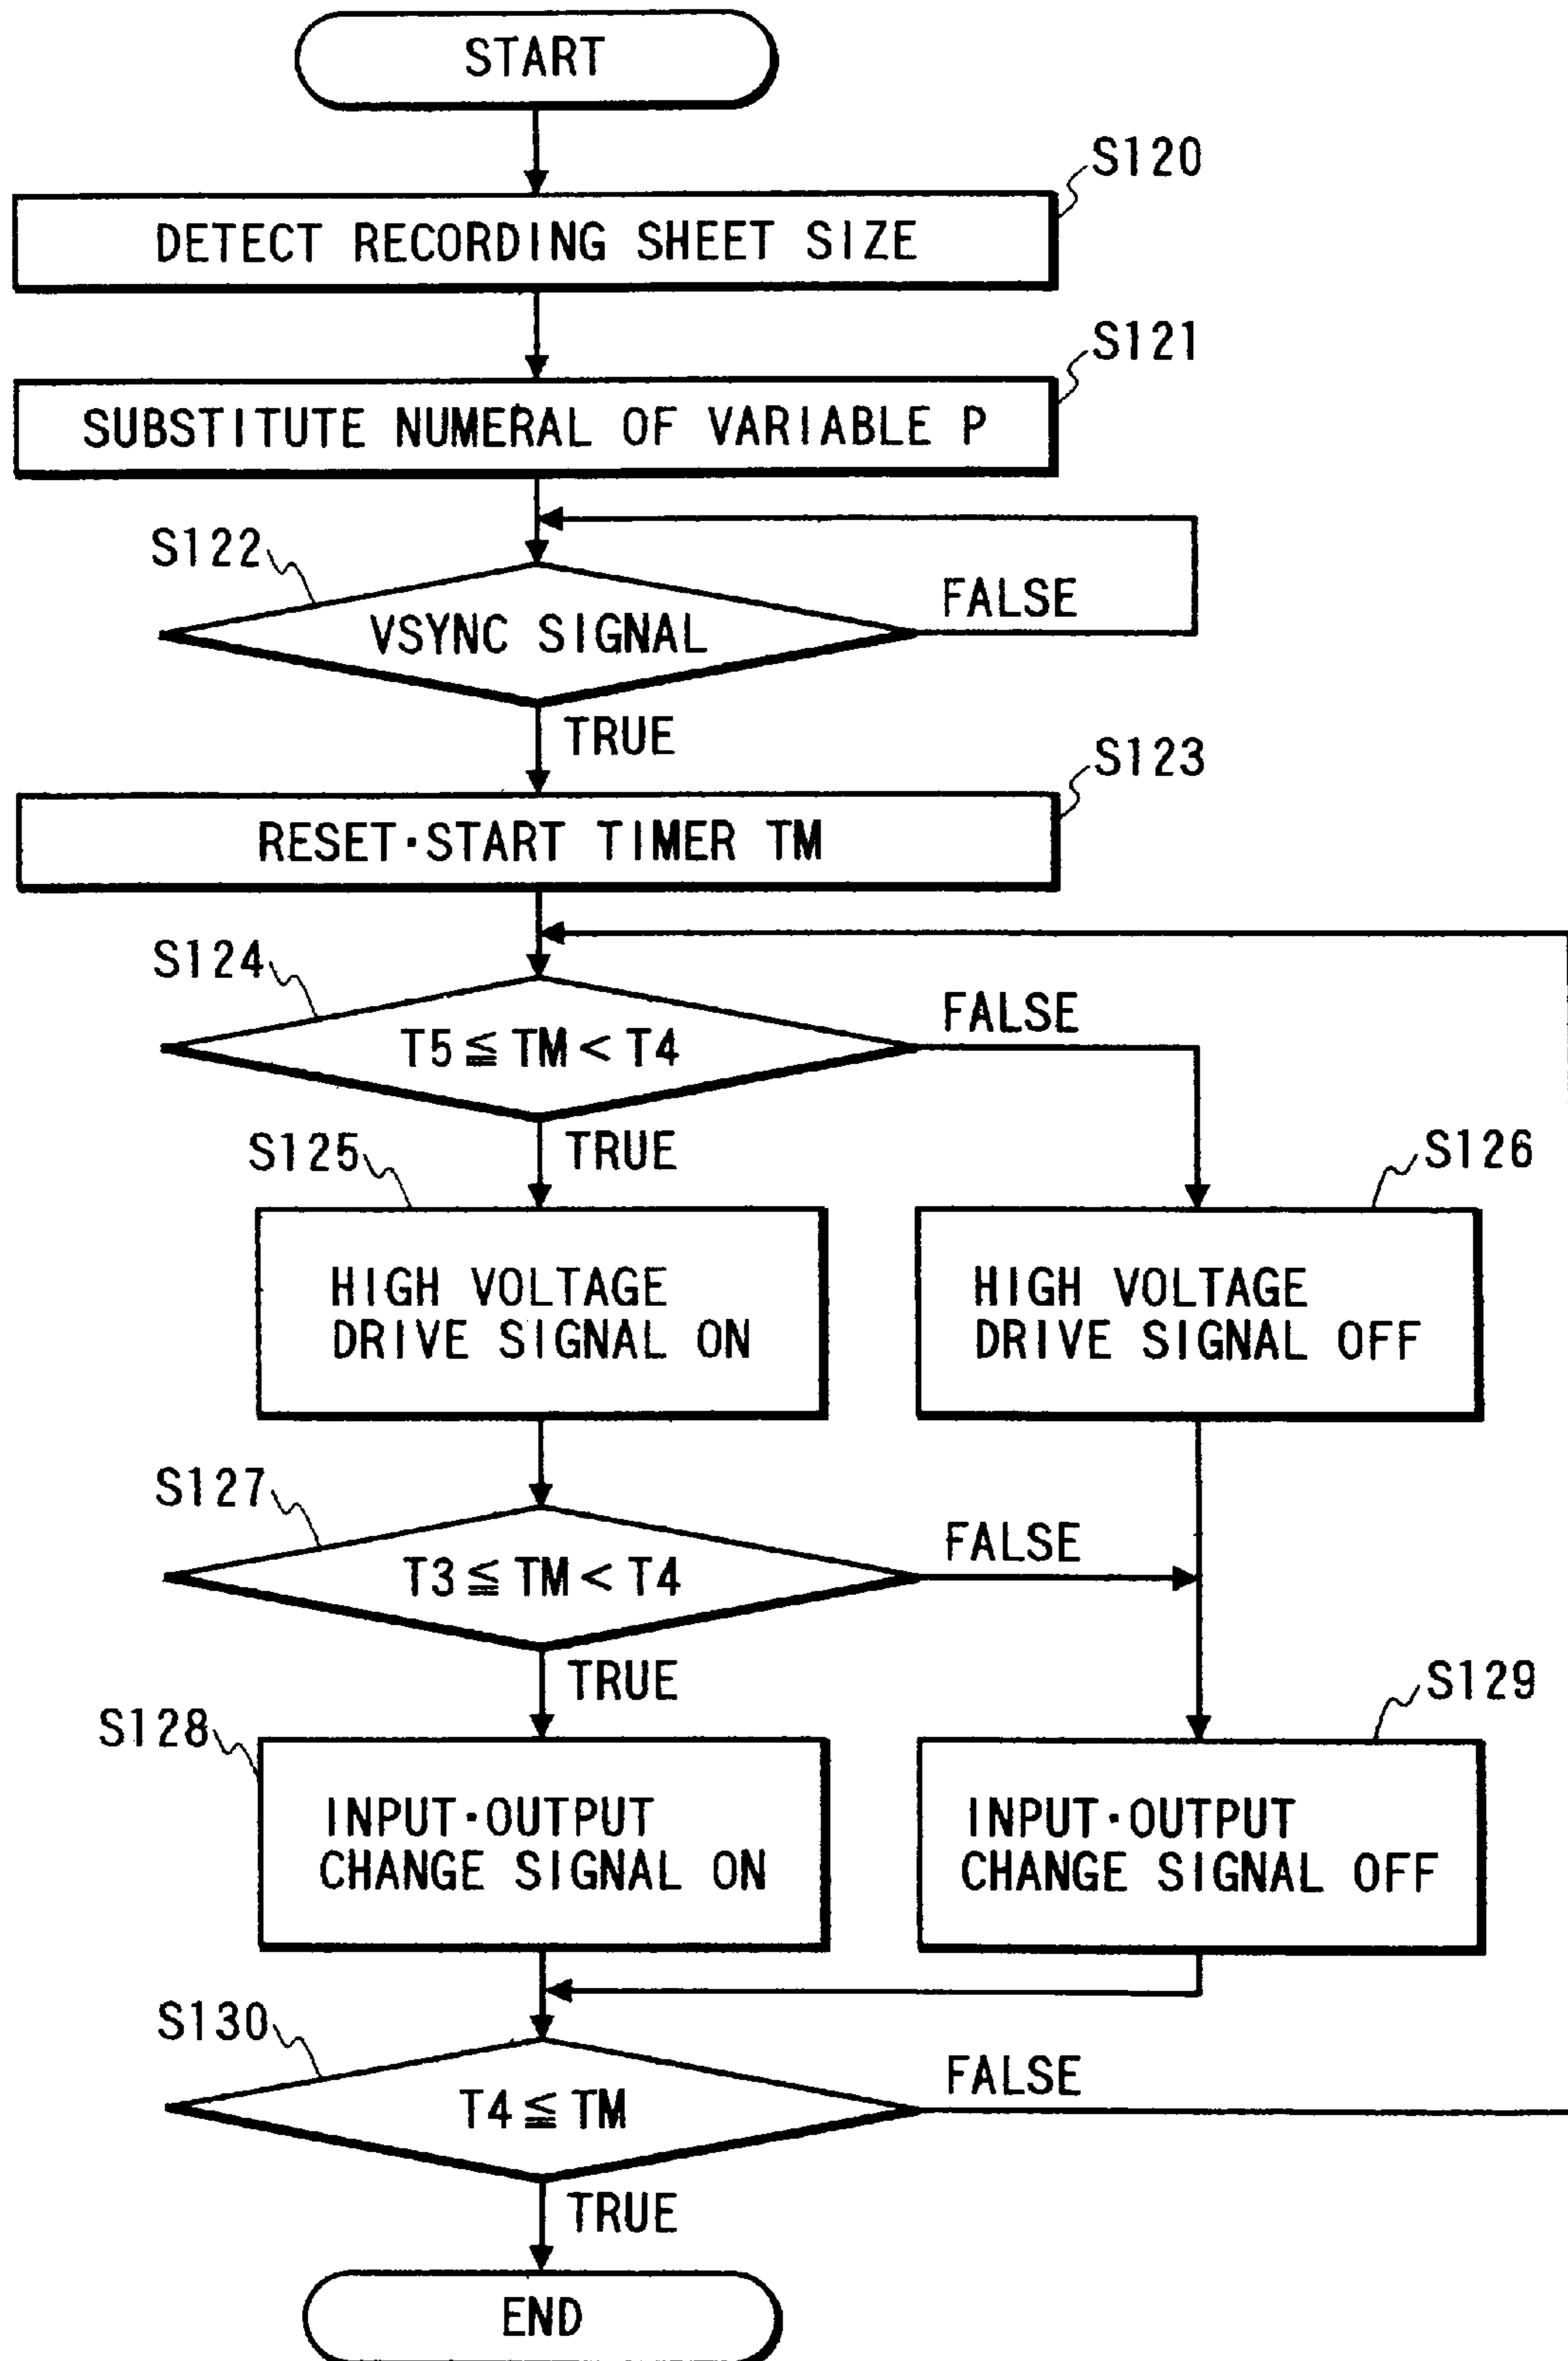 START
S120
DETECT RECORDING SHEET SIZE
S121
SUBSTITUTE NUMERAL OF VARIABLE P
S122
VSYNC SIGNAL
FALSE
TRUE
S123
RESET·START TIMER TM
S124
T5 ≦ TM < T4
FALSE
TRUE
S125
S126
HIGH VOLTAGE
DRIVE SIGNAL ON
HIGH VOLTAGE
DRIVE SIGNAL OFF
S127
T3 ≦ TM < T4
FALSE
TRUE
S128
S129
INPUT·OUTPUT
CHANGE SIGNAL ON
INPUT·OUTPUT
CHANGE SIGNAL OFF
S130
T4 ≦ TM
FALSE
TRUE
END